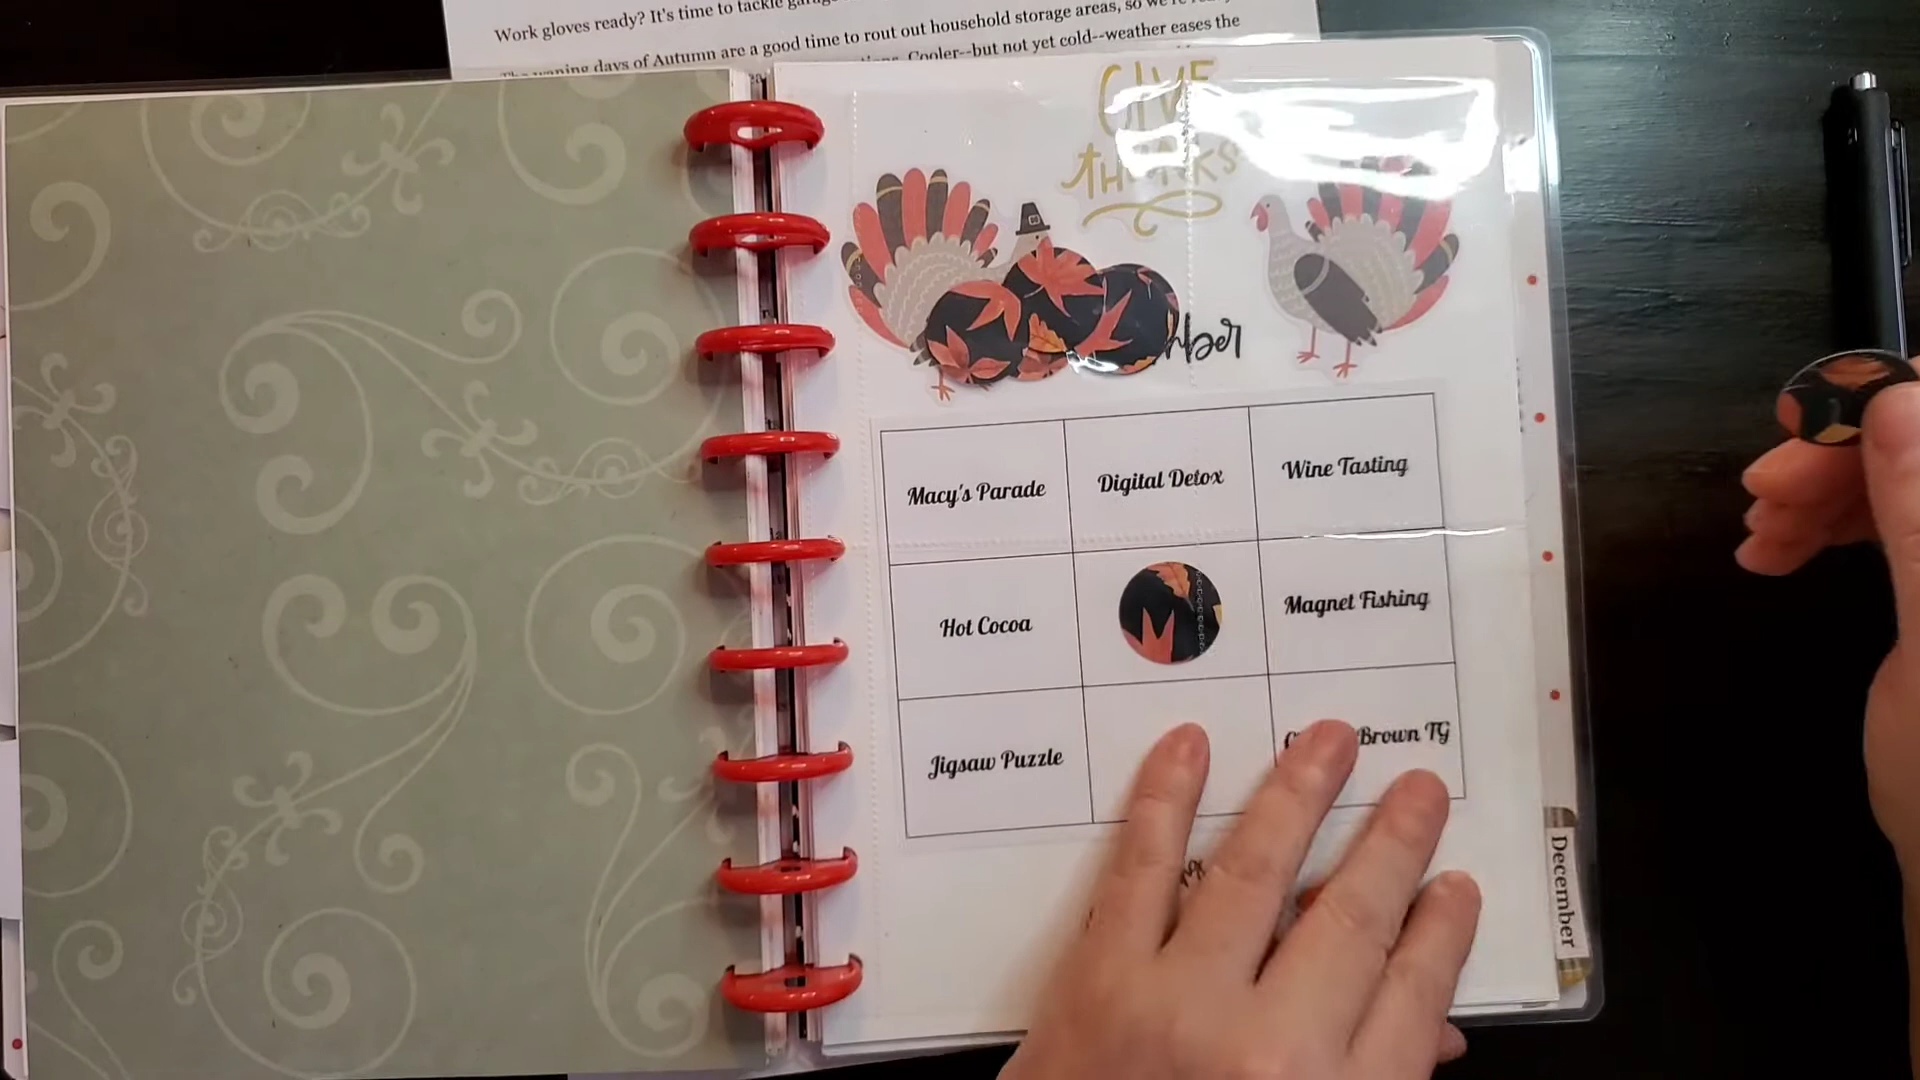 Work gloves ready? It's time to tackle
days of Autumn are a good time to rout out household storage areas, so
Cooler--but not yet cold--weather eases the
GIVE
THANKS
Macy's Parade
Digital Detox
Wine Tasting
Hot Cocoa
Magnet Fishing
Jigsaw Puzzle
Brown TG
December